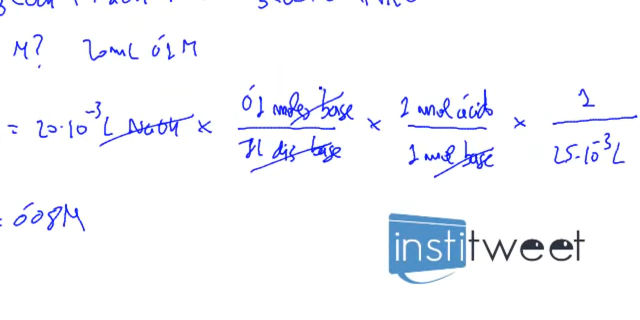 M? 20mL 0'1M
= 20·10⁻³ L NaOH × 0'1 moles base / 1L dis base × 1 mol ácido / 1 mol base × 1 / 25·10⁻³ L
= 0'08M
institweet